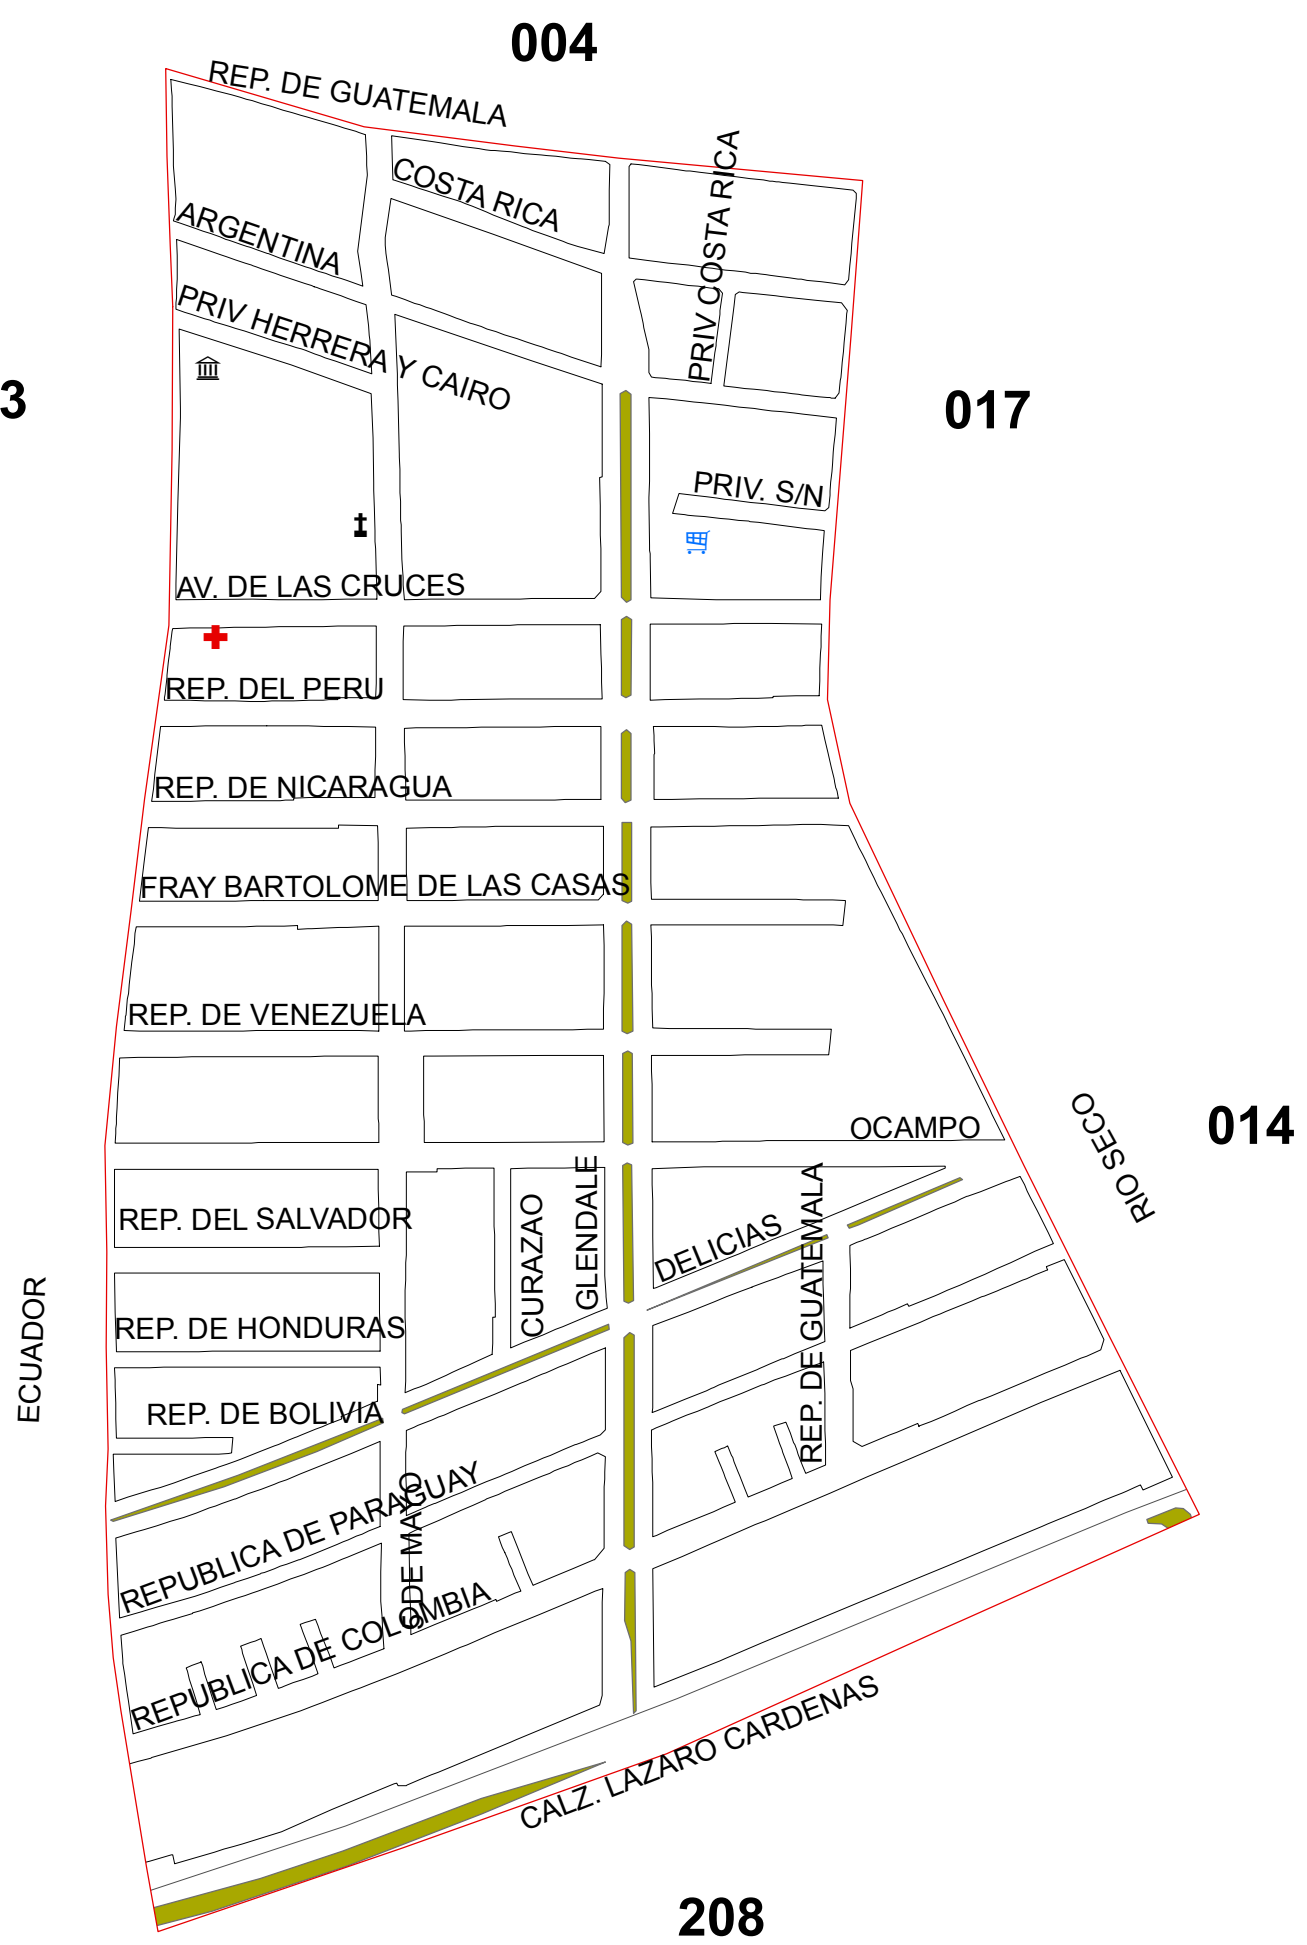 004
REP. DE GUATEMALA
COSTA RICA
PRIV COSTA RICA
ARGENTINA
PRIV HERRERA Y CAIRO
3
017
PRIV. S/N
AV. DE LAS CRUCES
REP. DEL PERU
REP. DE NICARAGUA
FRAY BARTOLOME DE LAS CASAS
REP. DE VENEZUELA
OCAMPO
RIO SECO
014
REP. DEL SALVADOR
CURAZAO
GLENDALE
DELICIAS
REP. DE GUATEMALA
ECUADOR
REP. DE HONDURAS
REP. DE BOLIVIA
REPUBLICA DE PARAGUAY
DE MAYO
REPUBLICA DE COLOMBIA
CALZ. LAZARO CARDENAS
208